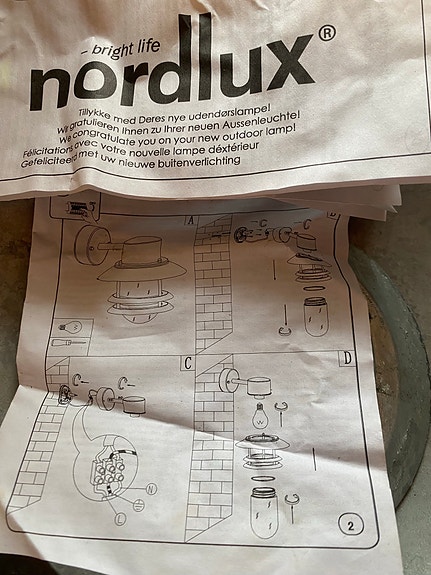 - bright life
nordlux®
Tillykke med Deres nye udendørslampe!
Wir gratulieren Ihnen zu Ihrer neuen Aussenleuchte!
We congratulate you on your new outdoor lamp!
Félicitations avec votre nouvelle lampe déxtérieur
Gefeliciteerd met uw nieuwe buitenverlichting
A
B
C
D
W
N
L
2